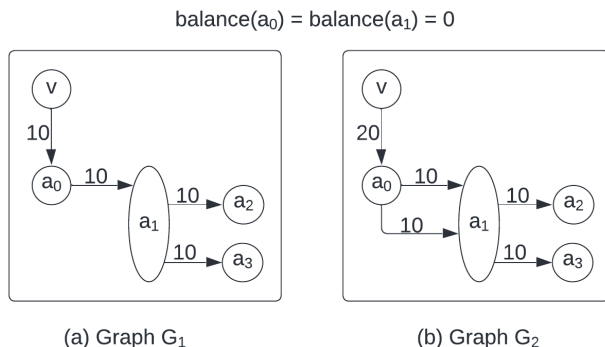 balance(a₀) = balance(a₁) = 0
v
10
a₀
10
a₁
10
a₂
10
a₃
(a) Graph G₁
v
20
a₀
10
10
a₁
10
a₂
10
a₃
(b) Graph G₂